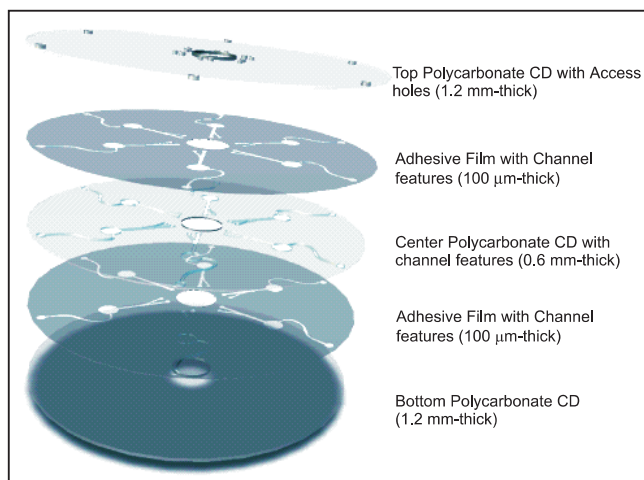 Top Polycarbonate CD with Access
holes (1.2 mm-thick)
Adhesive Film with Channel
features (100 μm-thick)
Center Polycarbonate CD with
channel features (0.6 mm-thick)
Adhesive Film with Channel
features (100 μm-thick)
Bottom Polycarbonate CD
(1.2 mm-thick)